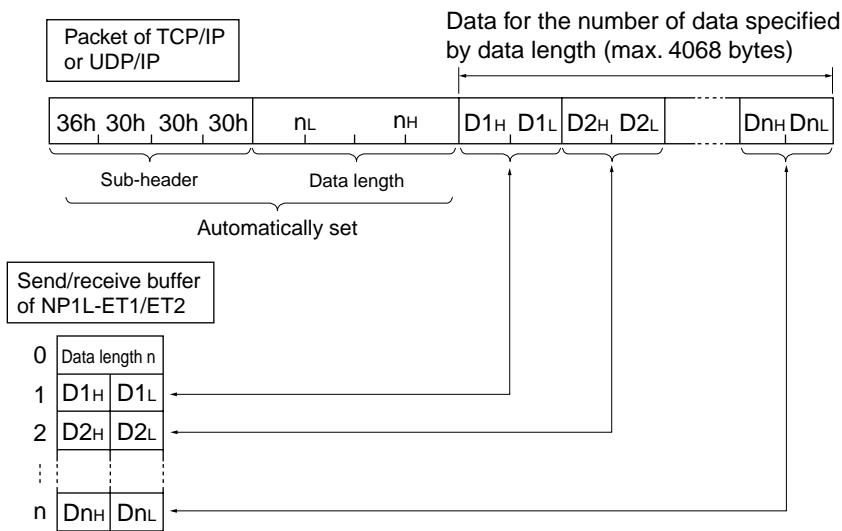 Packet of TCP/IP
or UDP/IP
Data for the number of data specified
by data length (max. 4068 bytes)
36h 30h 30h 30h nL nH D1H D1L D2H D2L DnH DnL
Sub-header Data length
Automatically set
Send/receive buffer
of NP1L-ET1/ET2
0 Data length n
1 D1H D1L
2 D2H D2L
n DnH DnL